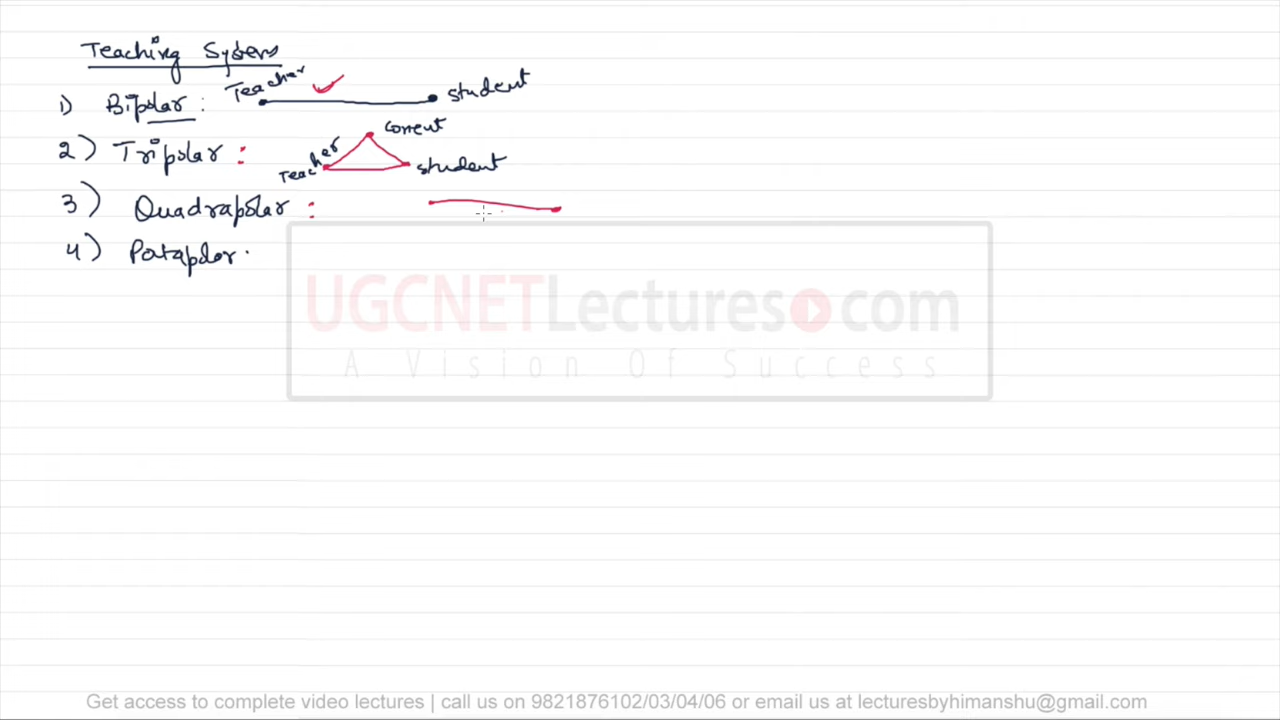 Teaching Systems
1) Bipolar : Teacher student
2) Tripolar : Teacher content student
3) Quadrapolar :
4) Patapolar.
UGCNETLectures.com
A Vision Of Success
Get access to complete video lectures | call us on 9821876102/03/04/06 or email us at lecturesbyhimanshu@gmail.com